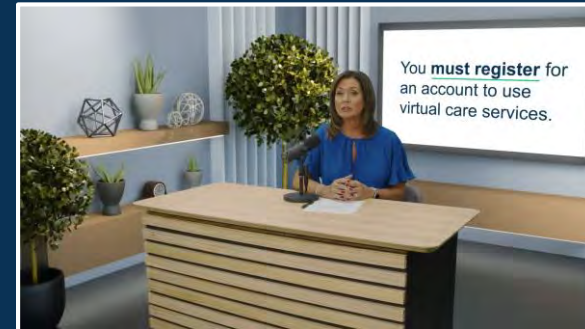 You must register for
an account to use
virtual care services.